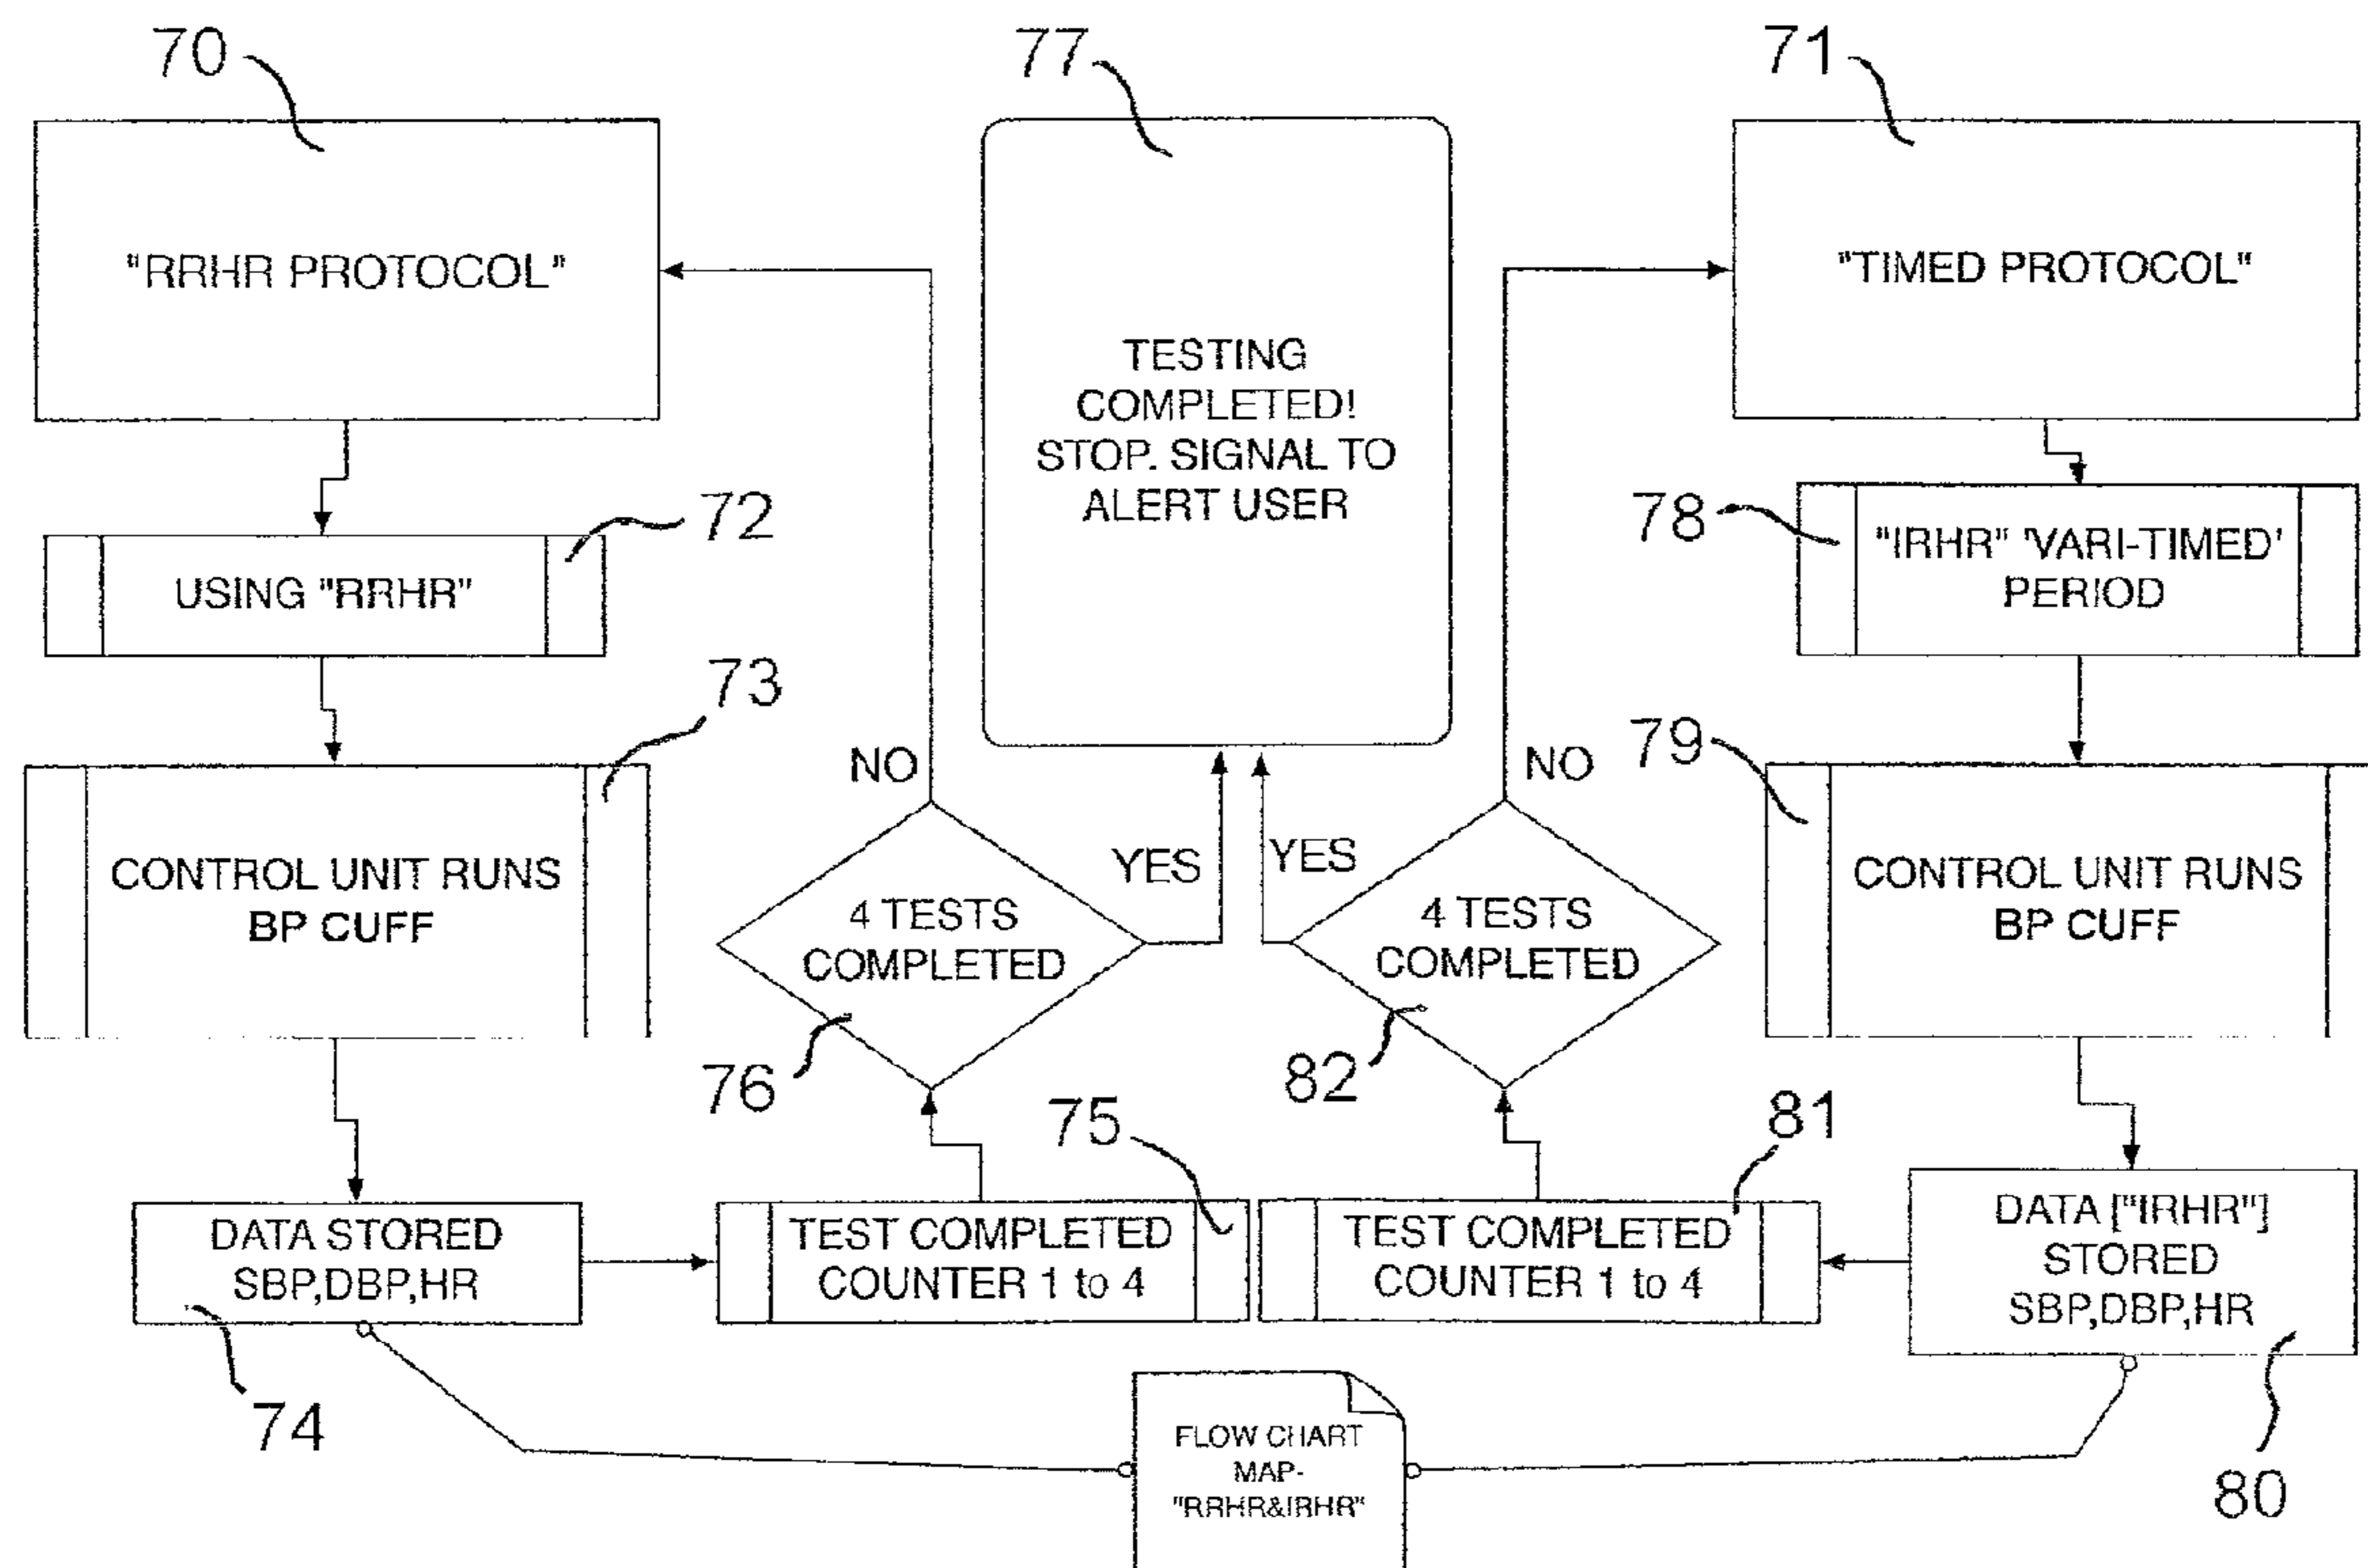 70
77
71
"RRHR PROTOCOL"
TESTING
COMPLETED!
STOP. SIGNAL TO
ALERT USER
"TIMED PROTOCOL"
72
USING "RRHR"
78
"IRHR" 'VARI-TIMED'
PERIOD
73
CONTROL UNIT RUNS
BP CUFF
NO
YES
4 TESTS
COMPLETED
76
YES
NO
4 TESTS
COMPLETED
82
79
CONTROL UNIT RUNS
BP CUFF
DATA STORED
SBP,DBP,HR
74
75
TEST COMPLETED
COUNTER 1 to 4
81
TEST COMPLETED
COUNTER 1 to 4
DATA ["IRHR"]
STORED
SBP,DBP,HR
80
FLOW CHART
MAP-
"RRHR&IRHR"